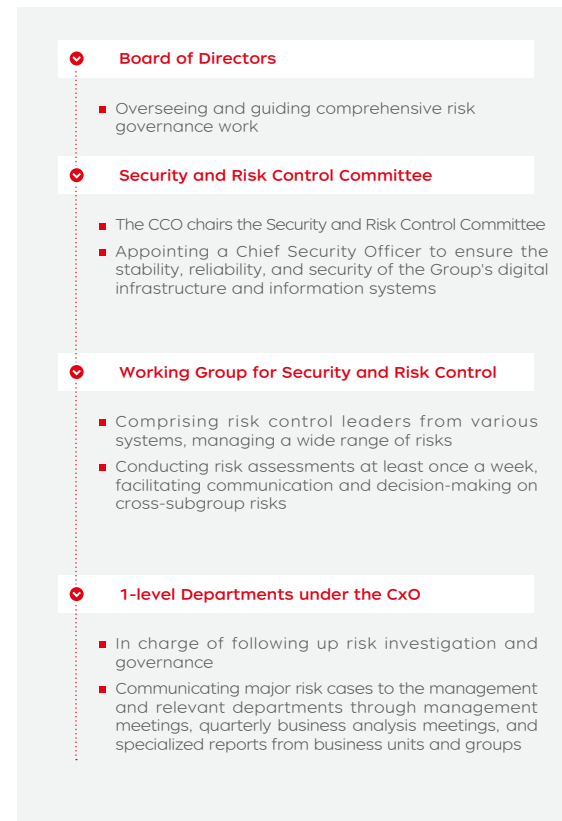 Board of Directors
Overseeing and guiding comprehensive risk
governance work
Security and Risk Control Committee
The CCO chairs the Security and Risk Control Committee
Appointing a Chief Security Officer to ensure the
stability, reliability, and security of the Group's digital
infrastructure and information systems
Working Group for Security and Risk Control
Comprising risk control leaders from various
systems, managing a wide range of risks
Conducting risk assessments at least once a week,
facilitating communication and decision-making on
cross-subgroup risks
1-level Departments under the CxO
In charge of following up risk investigation and
governance
Communicating major risk cases to the management
and relevant departments through management
meetings, quarterly business analysis meetings, and
specialized reports from business units and groups